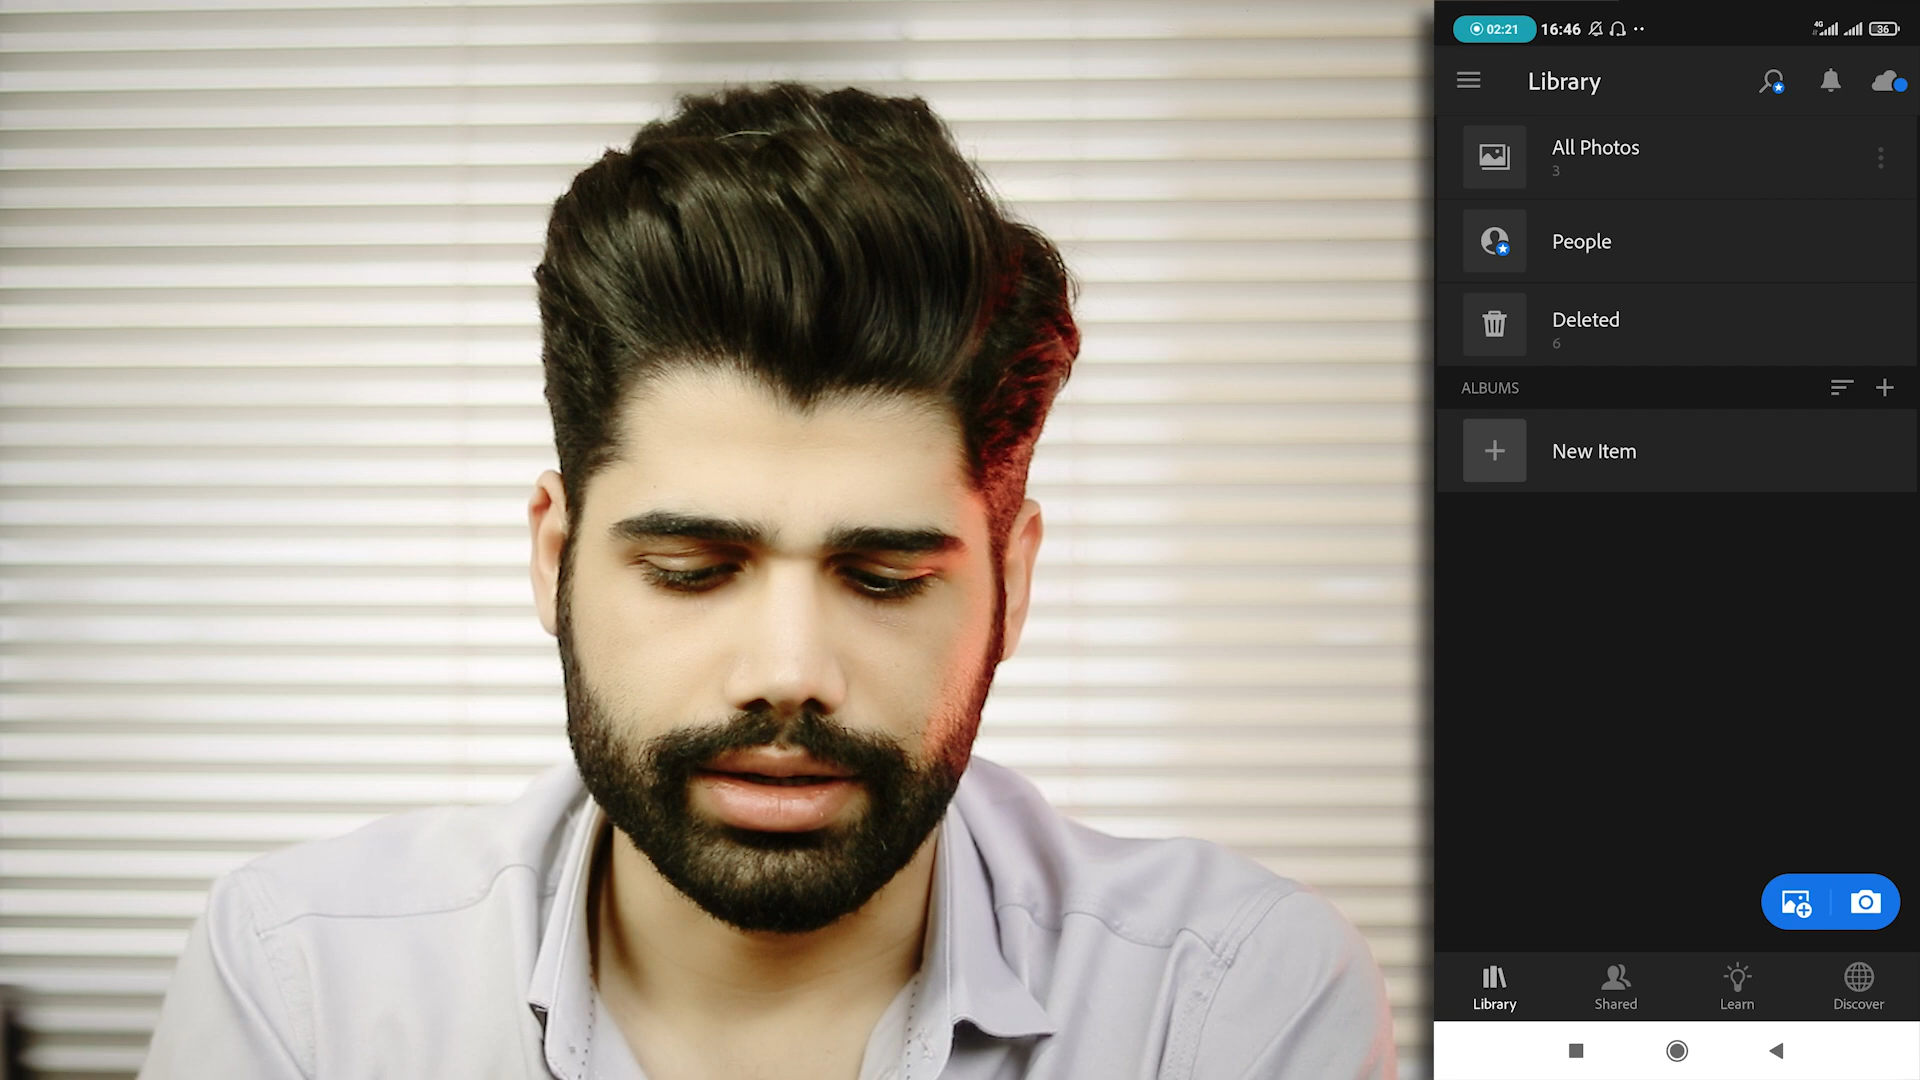 02:21 16:46 4G 36
Library
All Photos
3
People
Deleted
6
ALBUMS
New Item
Library Shared Learn Discover